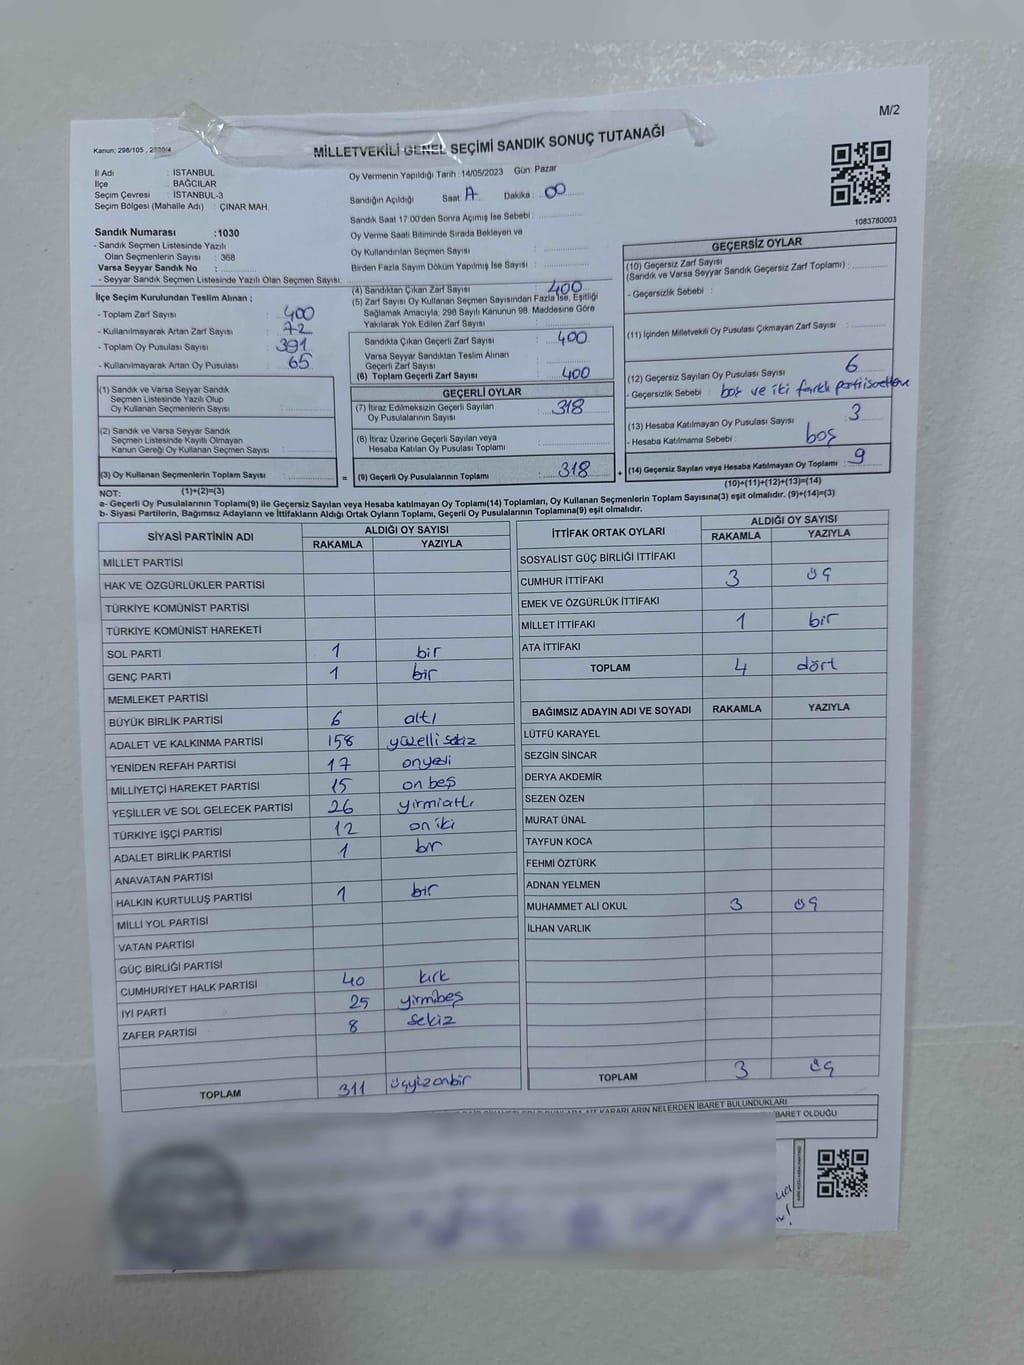 M/2
Kanun: 298/105
MİLLETVEKİLİ GENEL SEÇİMİ SANDIK SONUÇ TUTANAĞI
İl Adı : İSTANBUL
İlçe : BAĞCILAR
Seçim Çevresi : İSTANBUL-3
Seçim Bölgesi (Mahalle Adı) : ÇINAR MAH.
Oy Vermenin Yapıldığı Tarih : 14/05/2023 Gün: Pazar
Sandığın Açıldığı Saat : A Dakika : 00
Sandık Saat 17:00'den Sonra Açımış İse Sebebi :
Oy Verme Saati Bitiminde Sırada Bekleyen ve
Oy Kullandırılan Seçmen Sayısı :
Birden Fazla Sayım Döküm Yapılmış İse Sayısı :
1083780003
Sandık Numarası : 1030
- Sandık Seçmen Listesinde Yazılı
Olan Seçmenlerin Sayısı : 368
Varsa Seyyar Sandık No :
- Seyyar Sandık Seçmen Listesinde Yazılı Olan Seçmen Sayısı:
İlçe Seçim Kurulundan Teslim Alınan ;
- Toplam Zarf Sayısı : 400
- Kullanılmayarak Artan Zarf Sayısı : 72
- Toplam Oy Pusulası Sayısı : 391
- Kullanılmayarak Artan Oy Pusulası : 65
(4) Sandıktan Çıkan Zarf Sayısı : 400
(5) Zarf Sayısı Oy Kullanan Seçmen Sayısından Fazla İse, Eşitliği
Sağlamak Amacıyla; 298 Sayılı Kanunun 98. Maddesine Göre
Yakılarak Yok Edilen Zarf Sayısı :
Sandıkta Çıkan Geçerli Zarf Sayısı : 400
Varsa Seyyar Sandıktan Teslim Alınan
Geçerli Zarf Sayısı :
(6) Toplam Geçerli Zarf Sayısı : 400
(1) Sandık ve Varsa Seyyar Sandık
Seçmen Listesinde Yazılı Olup
Oy Kullanan Seçmenlerin Sayısı :
(2) Sandık ve Varsa Seyyar Sandık
Seçmen Listesinde Kayıtlı Olmayan
Kanun Gereği Oy Kullanan Seçmen Sayısı :
(3) Oy Kullanan Seçmenlerin Toplam Sayısı :
(1)+(2)=(3)
GEÇERLİ OYLAR
(7) İtiraz Edilmeksizin Geçerli Sayılan
Oy Pusulalarının Sayısı : 318
(8) İtiraz Üzerine Geçerli Sayılan veya
Hesaba Katılan Oy Pusulası Toplamı :
= (9) Geçerli Oy Pusulalarının Toplamı : 318
GEÇERSİZ OYLAR
(10) Geçersiz Zarf Sayısı
(Sandık ve Varsa Seyyar Sandık Geçersiz Zarf Toplamı) :
- Geçersizlik Sebebi :
(11) İçinden Milletvekili Oy Pusulası Çıkmayan Zarf Sayısı :
(12) Geçersiz Sayılan Oy Pusulası Sayısı : 6
- Geçersizlik Sebebi : boş ve iki farklı parti
(13) Hesaba Katılmayan Oy Pusulası Sayısı : 3
- Hesaba Katılmama Sebebi : boş
+ (14) Geçersiz Sayılan veya Hesaba Katılmayan Oy Toplamı : 9
(10)+(11)+(12)+(13)=(14)
NOT:
a- Geçerli Oy Pusulalarının Toplamı(9) ile Geçersiz Sayılan veya Hesaba katılmayan Oy Toplamı(14) Toplamları, Oy Kullanan Seçmenlerin Toplam Sayısına(3) eşit olmalıdır. (9)+(14)=(3)
b- Siyasi Partilerin, Bağımsız Adayların ve İttifakların Aldığı Ortak Oyların Toplamı, Geçerli Oy Pusulalarının Toplamına(9) eşit olmalıdır.
SİYASİ PARTİNİN ADI ALDIĞI OY SAYISI
RAKAMLA YAZIYLA
MİLLET PARTİSİ
HAK VE ÖZGÜRLÜKLER PARTİSİ
TÜRKİYE KOMÜNİST PARTİSİ
TÜRKİYE KOMÜNİST HAREKETİ
SOL PARTİ 1 bir
GENÇ PARTİ 1 bir
MEMLEKET PARTİSİ
BÜYÜK BİRLİK PARTİSİ 6 altı
ADALET VE KALKINMA PARTİSİ 158 yüzelli sekiz
YENİDEN REFAH PARTİSİ 17 onyedi
MİLLİYETÇİ HAREKET PARTİSİ 15 on beş
YEŞİLLER VE SOL GELECEK PARTİSİ 26 yirmialtı
TÜRKİYE İŞÇİ PARTİSİ 12 on iki
ADALET BİRLİK PARTİSİ 1 bir
ANAVATAN PARTİSİ
HALKIN KURTULUŞ PARTİSİ 1 bir
MİLLİ YOL PARTİSİ
VATAN PARTİSİ
GÜÇ BİRLİĞİ PARTİSİ
CUMHURİYET HALK PARTİSİ 40 kırk
İYİ PARTİ 25 yirmibeş
ZAFER PARTİSİ 8 sekiz
TOPLAM 311 üçyüzonbir
İTTİFAK ORTAK OYLARI ALDIĞI OY SAYISI
RAKAMLA YAZIYLA
SOSYALİST GÜÇ BİRLİĞİ İTTİFAKI
CUMHUR İTTİFAKI 3 üç
EMEK VE ÖZGÜRLÜK İTTİFAKI
MİLLET İTTİFAKI 1 bir
ATA İTTİFAKI
TOPLAM 4 dört
BAĞIMSIZ ADAYIN ADI VE SOYADI RAKAMLA YAZIYLA
LÜTFÜ KARAYEL
SEZGİN SİNCAR
DERYA AKDEMİR
SEZEN ÖZEN
MURAT ÜNAL
TAYFUN KOCA
FEHMİ ÖZTÜRK
ADNAN YELMEN
MUHAMMET ALİ OKUL 3 üç
İLHAN VARLIK
TOPLAM 3 üç
KARARLARIN NELERDEN İBARET BULUNDUKLARI
BARET OLDUĞU